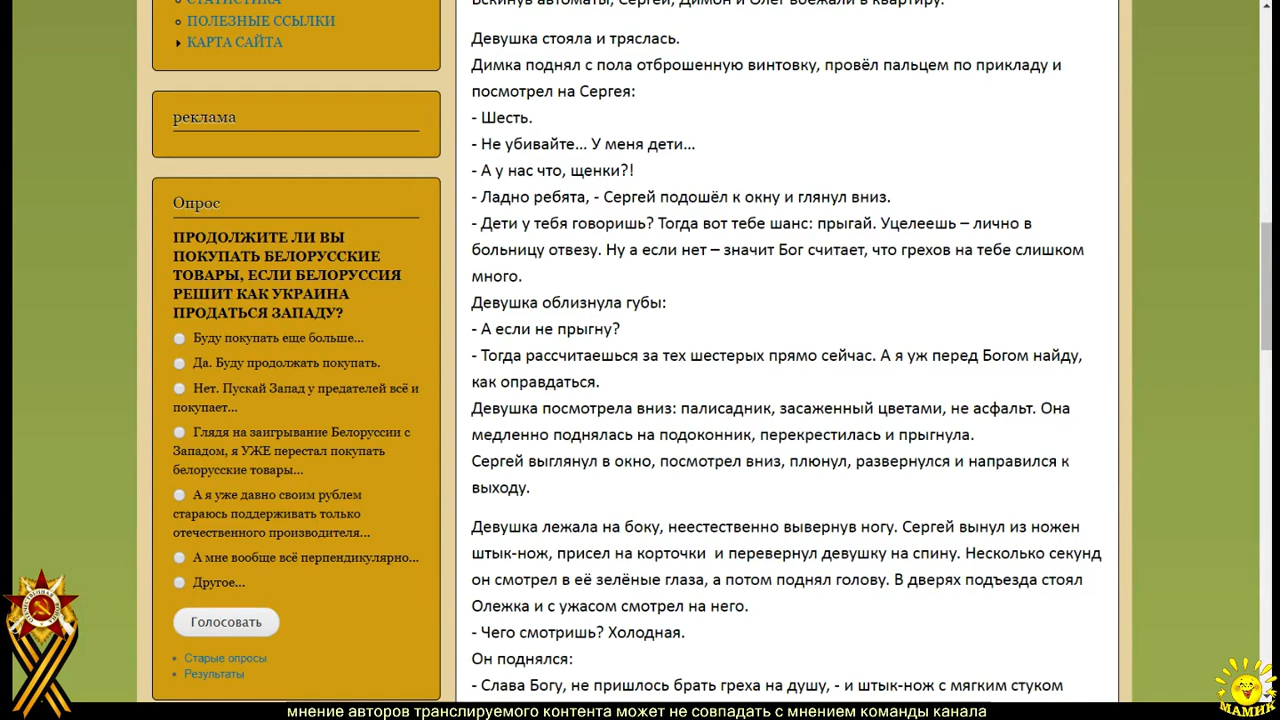 СТАТИСТИКА
ПОЛЕЗНЫЕ ССЫЛКИ
КАРТА САЙТА
реклама
Опрос
ПРОДОЛЖИТЕ ЛИ ВЫ
ПОКУПАТЬ БЕЛОРУССКИЕ
ТОВАРЫ, ЕСЛИ БЕЛОРУССИЯ
РЕШИТ КАК УКРАИНА
ПРОДАТЬСЯ ЗАПАДУ?
Буду покупать еще больше...
Да. Буду продолжать покупать.
Нет. Пускай Запад у предателей всё и
покупает...
Глядя на заигрывание Белоруссии с
Западом, я УЖЕ перестал покупать
белорусские товары...
А я уже давно своим рублем
стараюсь поддерживать только
отечественного производителя...
А мне вообще всё перпендикулярно...
Другое...
Голосовать
Старые опросы
Результаты
Вскинув автоматы, Сергей, Димон и Олег вбежали в квартиру.
Девушка стояла и тряслась.
Димка поднял с пола отброшенную винтовку, провёл пальцем по прикладу и
посмотрел на Сергея:
- Шесть.
- Не убивайте... У меня дети...
- А у нас что, щенки?!
- Ладно ребята, - Сергей подошёл к окну и глянул вниз.
- Дети у тебя говоришь? Тогда вот тебе шанс: прыгай. Уцелеешь – лично в
больницу отвезу. Ну а если нет – значит Бог считает, что грехов на тебе слишком
много.
Девушка облизнула губы:
- А если не прыгну?
- Тогда рассчитаешься за тех шестерых прямо сейчас. А я уж перед Богом найду,
как оправдаться.
Девушка посмотрела вниз: палисадник, засаженный цветами, не асфальт. Она
медленно поднялась на подоконник, перекрестилась и прыгнула.
Сергей выглянул в окно, посмотрел вниз, плюнул, развернулся и направился к
выходу.
Девушка лежала на боку, неестественно вывернув ногу. Сергей вынул из ножен
штык-нож, присел на корточки и перевернул девушку на спину. Несколько секунд
он смотрел в её зелёные глаза, а потом поднял голову. В дверях подъезда стоял
Олежка и с ужасом смотрел на него.
- Чего смотришь? Холодная.
Он поднялся:
- Слава Богу, не пришлось брать греха на душу, - и штык-нож с мягким стуком
МАМИК
мнение авторов транслируемого контента может не совпадать с мнением команды канала